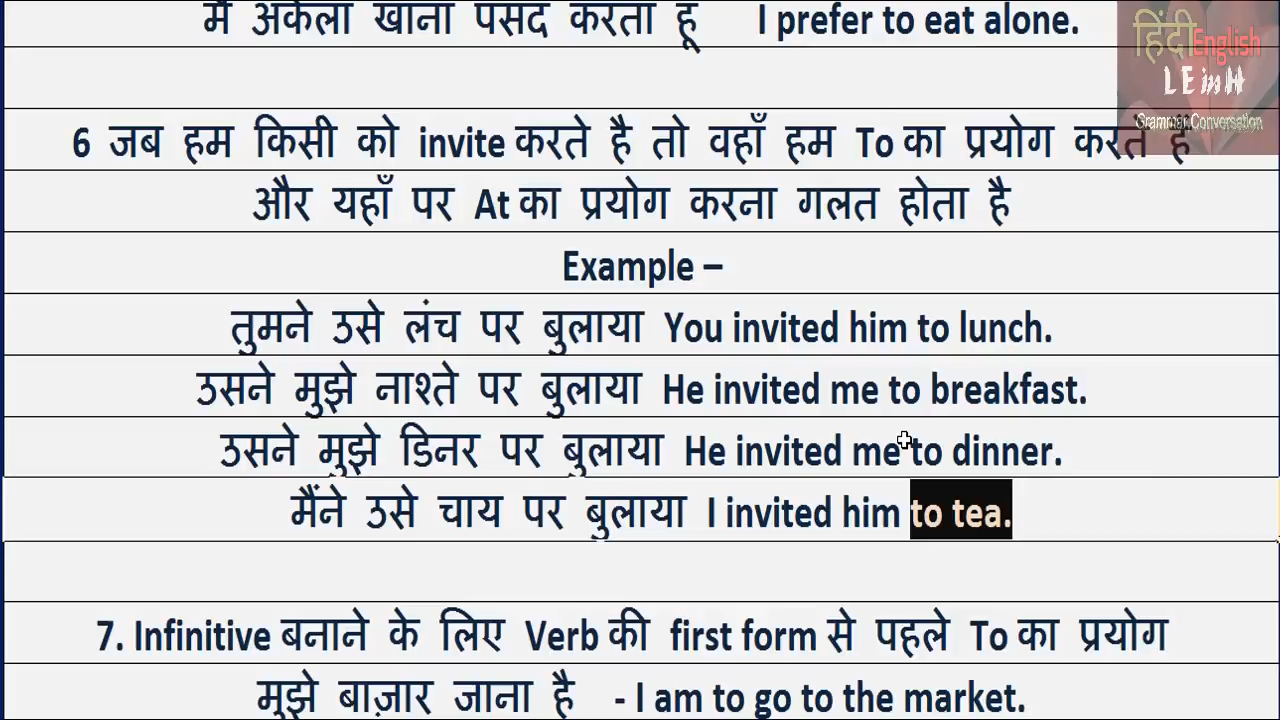 मैं अकेला खाना पसंद करता हूँ I prefer to eat alone.
हिंदी English
L E in H
Grammar Conversation
6 जब हम किसी को invite करते है तो वहाँ हम To का प्रयोग करते है
और यहाँ पर At का प्रयोग करना गलत होता है
Example –
तुमने उसे लंच पर बुलाया You invited him to lunch.
उसने मुझे नाश्ते पर बुलाया He invited me to breakfast.
उसने मुझे डिनर पर बुलाया He invited me to dinner.
मैंने उसे चाय पर बुलाया I invited him to tea.
7. Infinitive बनाने के लिए Verb की first form से पहले To का प्रयोग
मुझे बाज़ार जाना है - I am to go to the market.